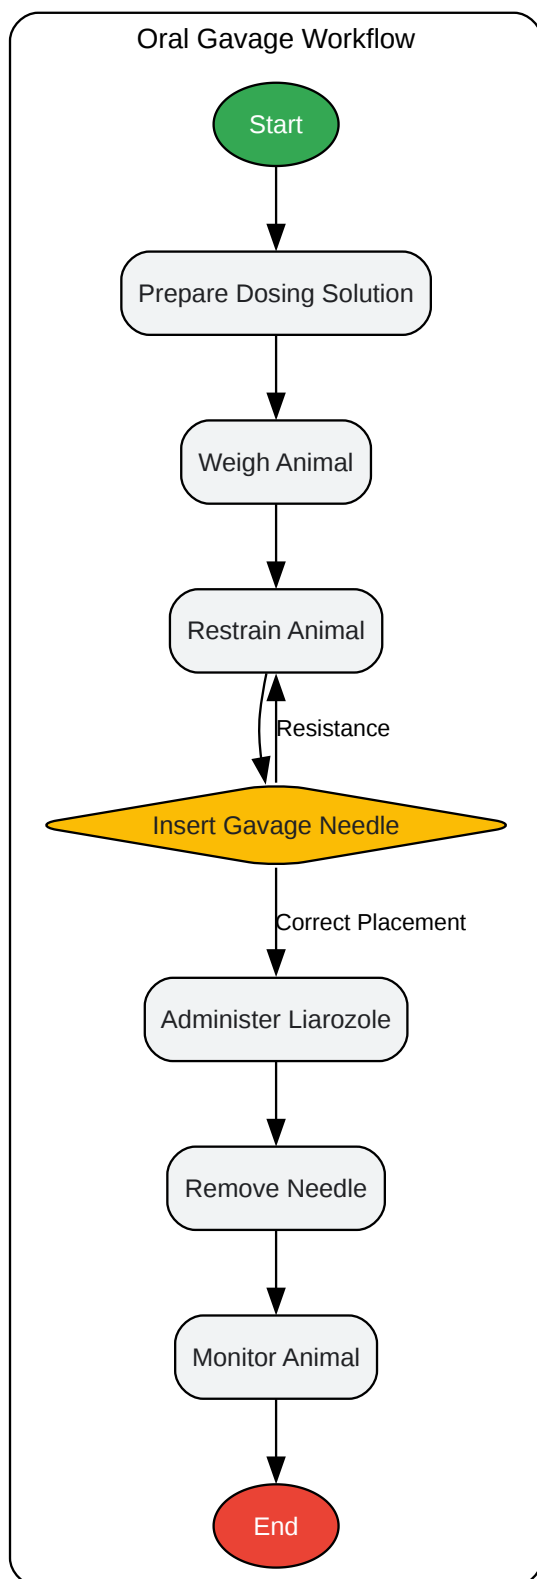 Oral Gavage Workflow
Start
Prepare Dosing Solution
Weigh Animal
Restrain Animal
Resistance
Insert Gavage Needle
Correct Placement
Administer Liarozole
Remove Needle
Monitor Animal
End